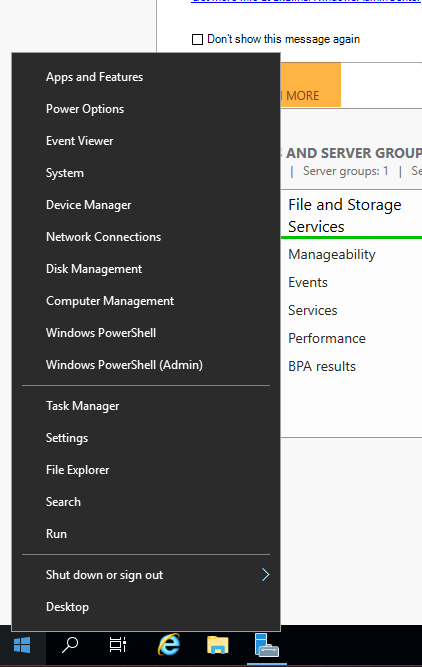 Don't show this message again
MORE
AND SERVER GROUP
| Server groups: 1 | Se
File and Storage
Services
Manageability
Events
Services
Performance
BPA results
Apps and Features
Power Options
Event Viewer
System
Device Manager
Network Connections
Disk Management
Computer Management
Windows PowerShell
Windows PowerShell (Admin)
Task Manager
Settings
File Explorer
Search
Run
Shut down or sign out
Desktop